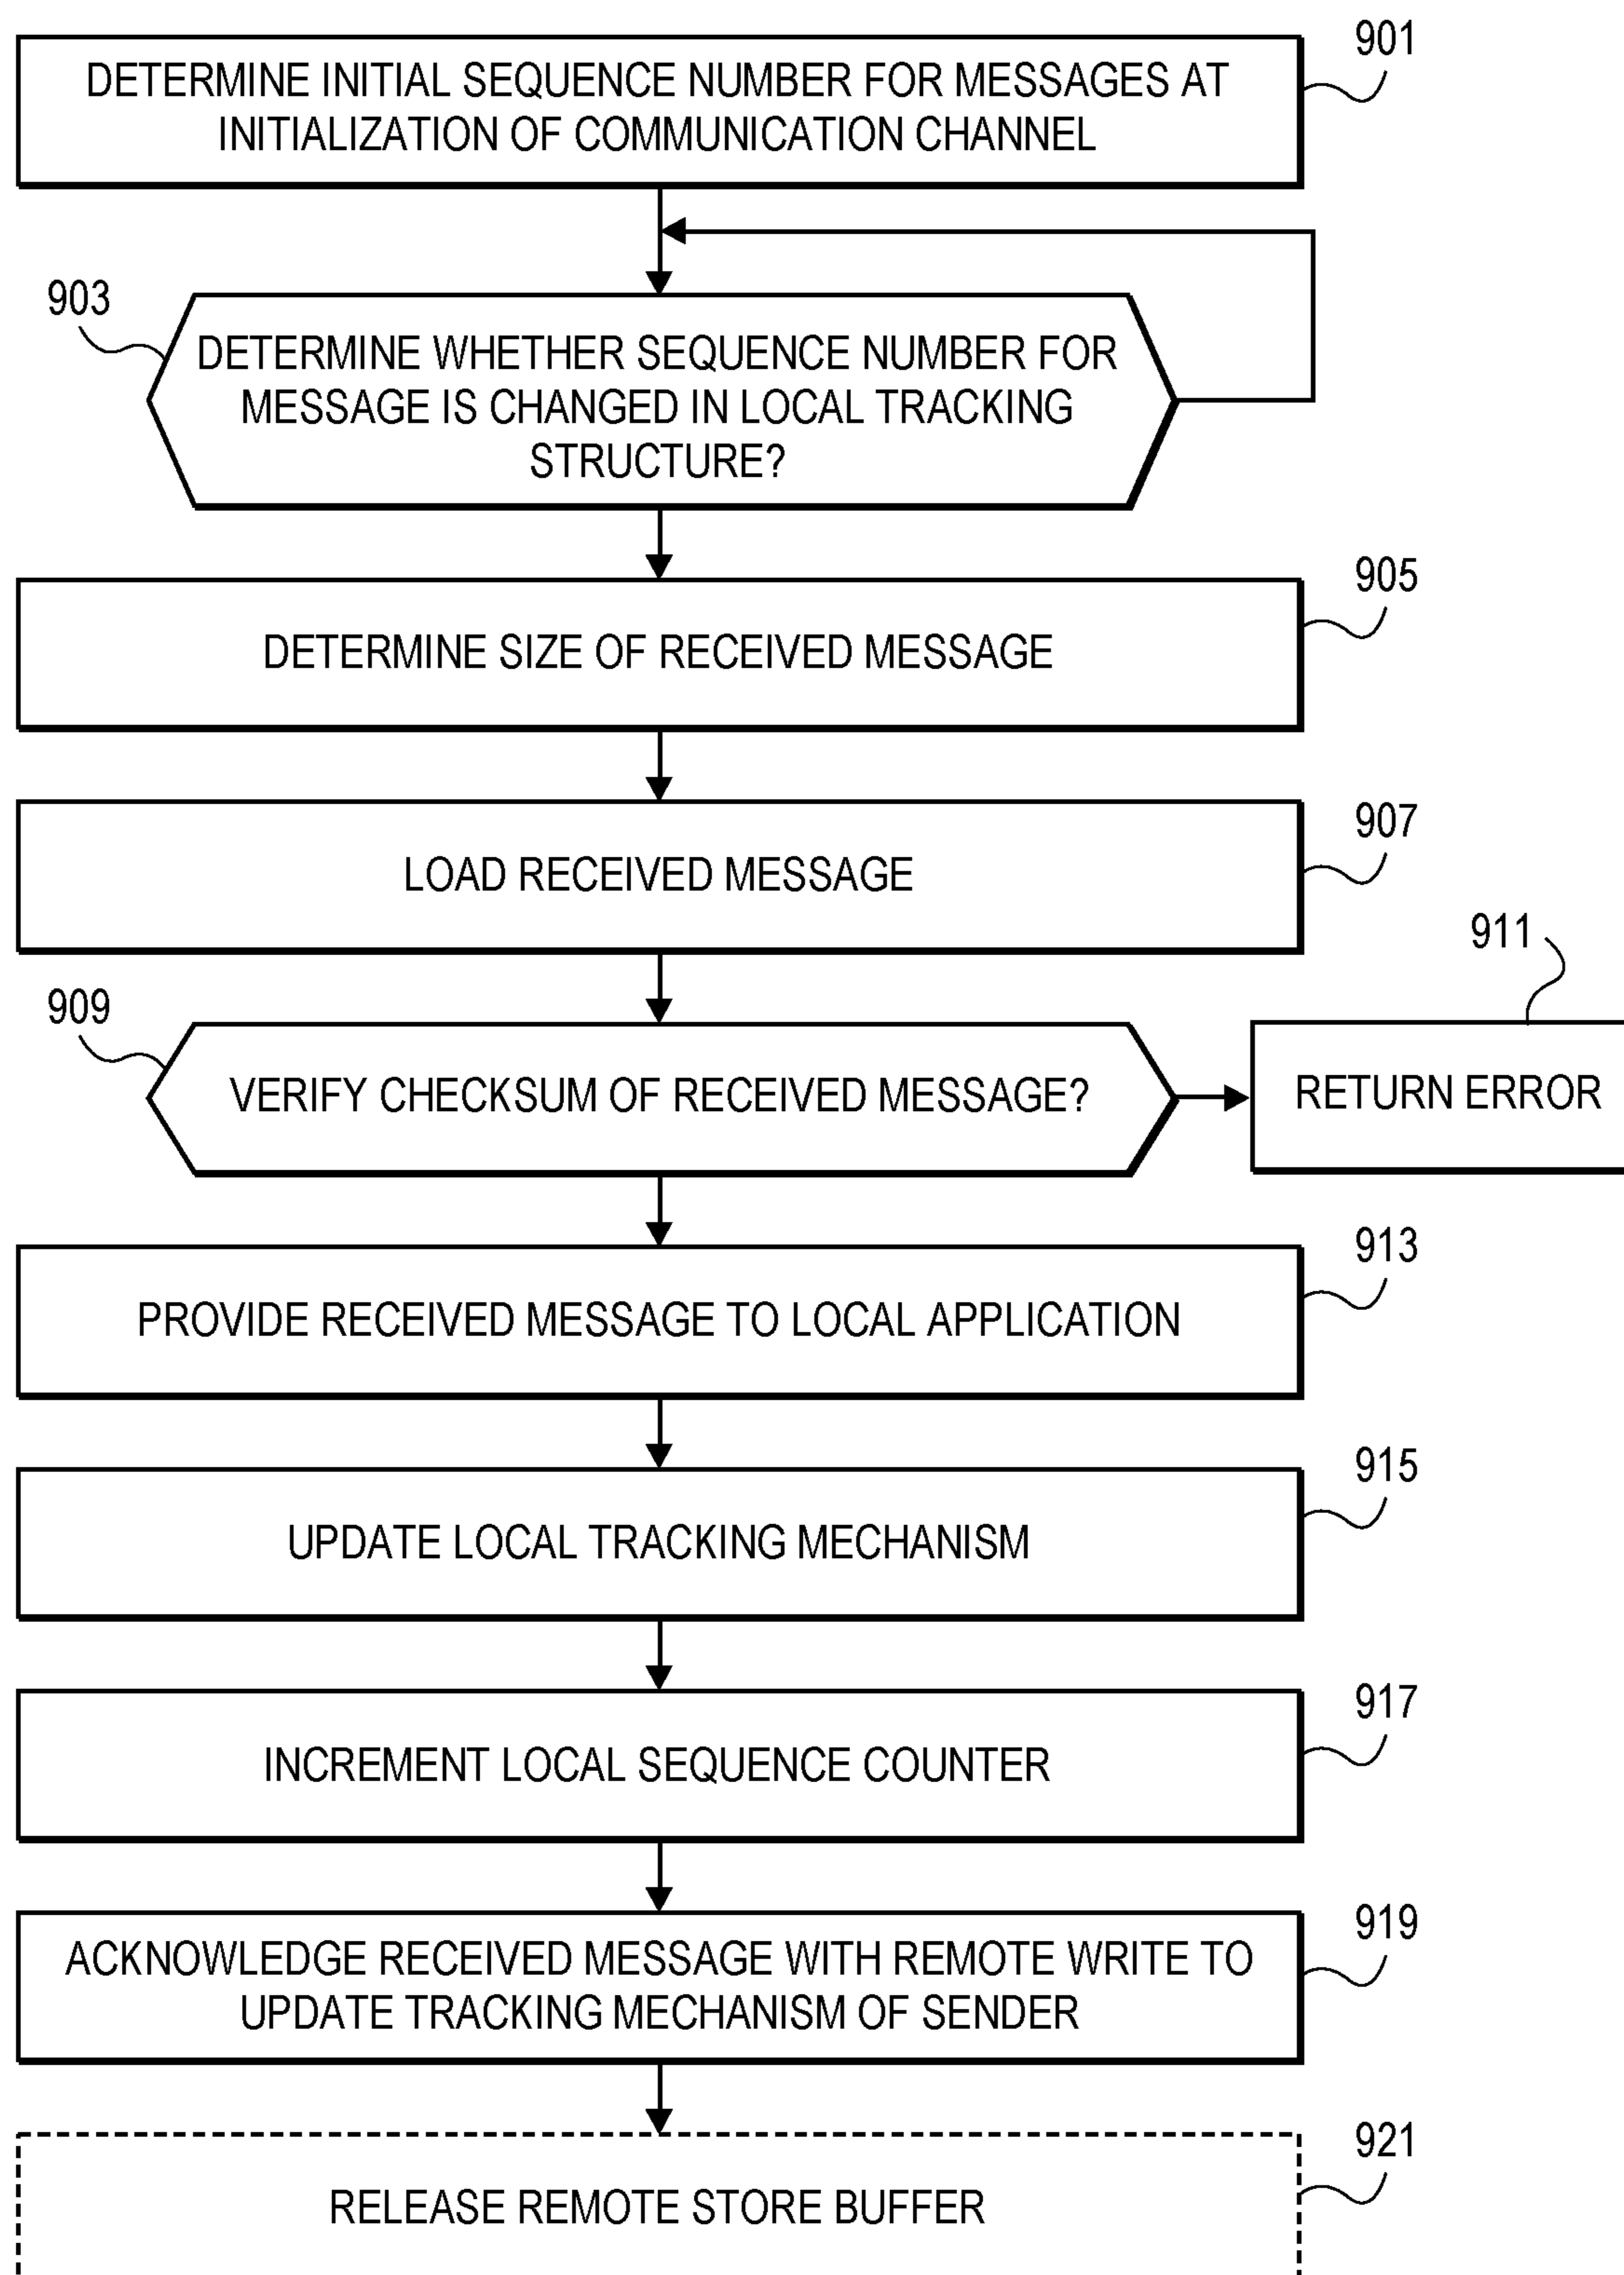 901
DETERMINE INITIAL SEQUENCE NUMBER FOR MESSAGES AT
INITIALIZATION OF COMMUNICATION CHANNEL
903
DETERMINE WHETHER SEQUENCE NUMBER FOR
MESSAGE IS CHANGED IN LOCAL TRACKING
STRUCTURE?
905
DETERMINE SIZE OF RECEIVED MESSAGE
907
LOAD RECEIVED MESSAGE
909
VERIFY CHECKSUM OF RECEIVED MESSAGE?
911
RETURN ERROR
913
PROVIDE RECEIVED MESSAGE TO LOCAL APPLICATION
915
UPDATE LOCAL TRACKING MECHANISM
917
INCREMENT LOCAL SEQUENCE COUNTER
919
ACKNOWLEDGE RECEIVED MESSAGE WITH REMOTE WRITE TO
UPDATE TRACKING MECHANISM OF SENDER
921
RELEASE REMOTE STORE BUFFER